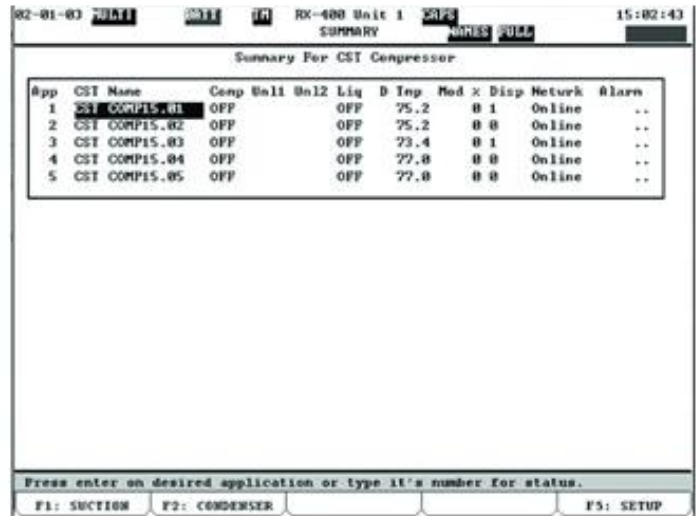 02-01-03 MULTI BATT TM RX-400 Unit 1 CAPS 15:02:43
SUMMARY NAMES FULL
Summary For CST Compressor
App CST Name Comp Unl1 Unl2 Liq D Tmp Mod % Disp Network Alarm
1 CST COMP15.01 OFF OFF 75.2 0 1 Online ..
2 CST COMP15.02 OFF OFF 75.2 0 0 Online ..
3 CST COMP15.03 OFF OFF 73.4 0 1 Online ..
4 CST COMP15.04 OFF OFF 77.0 0 0 Online ..
5 CST COMP15.05 OFF OFF 77.0 0 0 Online ..
Press enter on desired application or type it's number for status.
F1: SUCTION F2: CONDENSER F5: SETUP